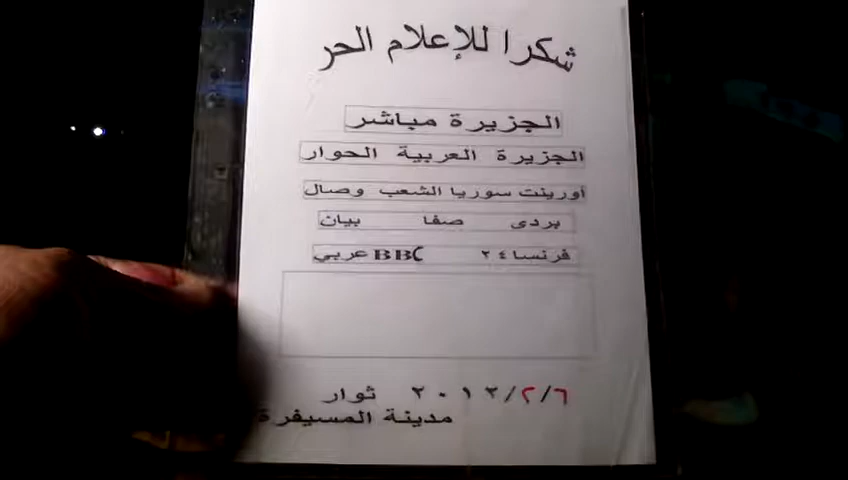 شكرا للإعلام الحر
الجزيرة مباشر
الجزيرة العربية الحوار
أورينت سوريا الشعب وصال
بردى صفا بيان
فرنسا ٢٤ BBC عربي
٢٠١٢/٢/٦ ثوار
مدينة المسيفرة